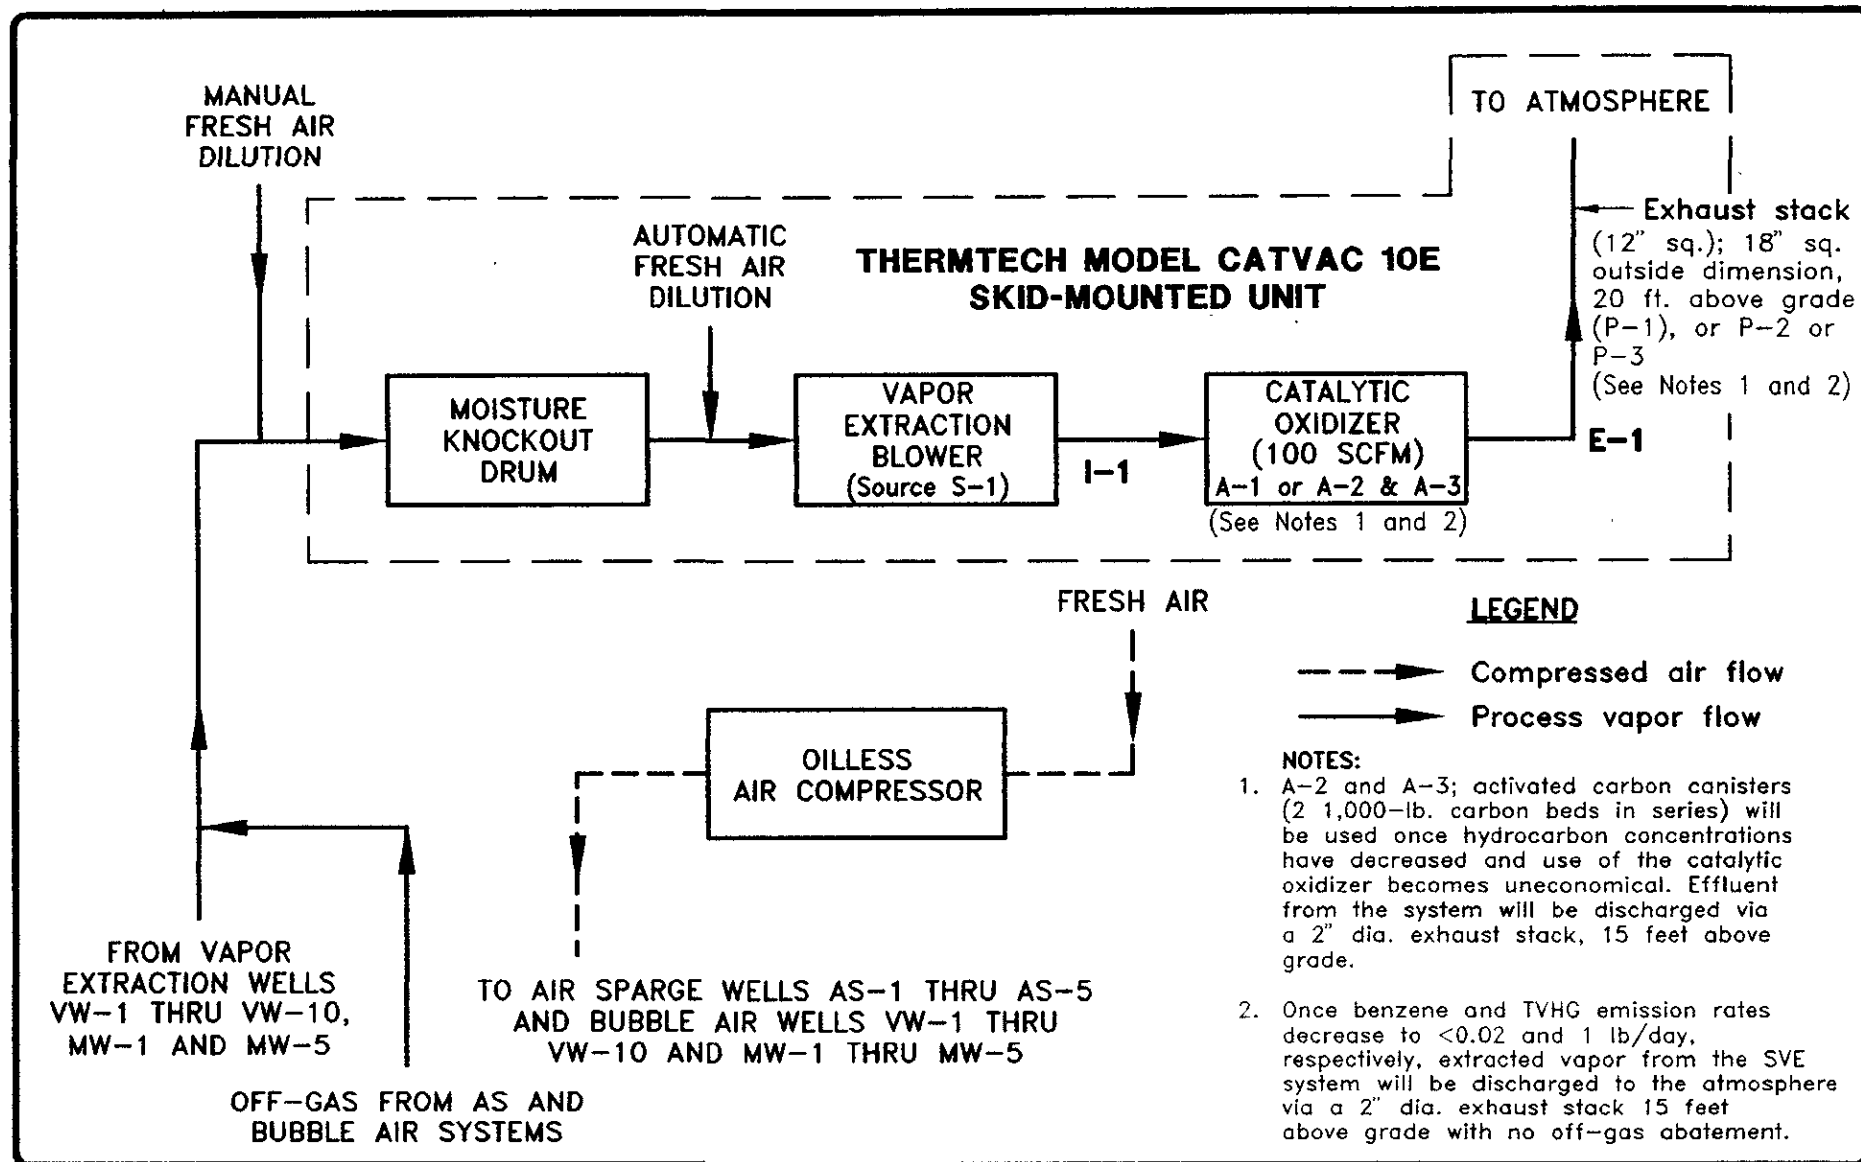 MANUAL
FRESH AIR
DILUTION
TO ATMOSPHERE
AUTOMATIC
FRESH AIR
DILUTION
THERMTECH MODEL CATVAC 10E
SKID-MOUNTED UNIT
Exhaust stack
(12" sq.); 18" sq.
outside dimension,
20 ft. above grade
(P-1), or P-2 or
P-3
(See Notes 1 and 2)
MOISTURE
KNOCKOUT
DRUM
VAPOR
EXTRACTION
BLOWER
(Source S-1)
I-1
CATALYTIC
OXIDIZER
(100 SCFM)
A-1 or A-2 & A-3
(See Notes 1 and 2)
E-1
FRESH AIR
OILLESS
AIR COMPRESSOR
FROM VAPOR
EXTRACTION WELLS
VW-1 THRU VW-10,
MW-1 AND MW-5
OFF-GAS FROM AS AND
BUBBLE AIR SYSTEMS
TO AIR SPARGE WELLS AS-1 THRU AS-5
AND BUBBLE AIR WELLS VW-1 THRU
VW-10 AND MW-1 THRU MW-5
LEGEND
Compressed air flow
Process vapor flow
NOTES:
1. A-2 and A-3; activated carbon canisters
(2 1,000-lb. carbon beds in series) will
be used once hydrocarbon concentrations
have decreased and use of the catalytic
oxidizer becomes uneconomical. Effluent
from the system will be discharged via
a 2" dia. exhaust stack, 15 feet above
grade.
2. Once benzene and TVHG emission rates
decrease to <0.02 and 1 lb/day,
respectively, extracted vapor from the SVE
system will be discharged to the atmosphere
via a 2" dia. exhaust stack 15 feet
above grade with no off-gas abatement.